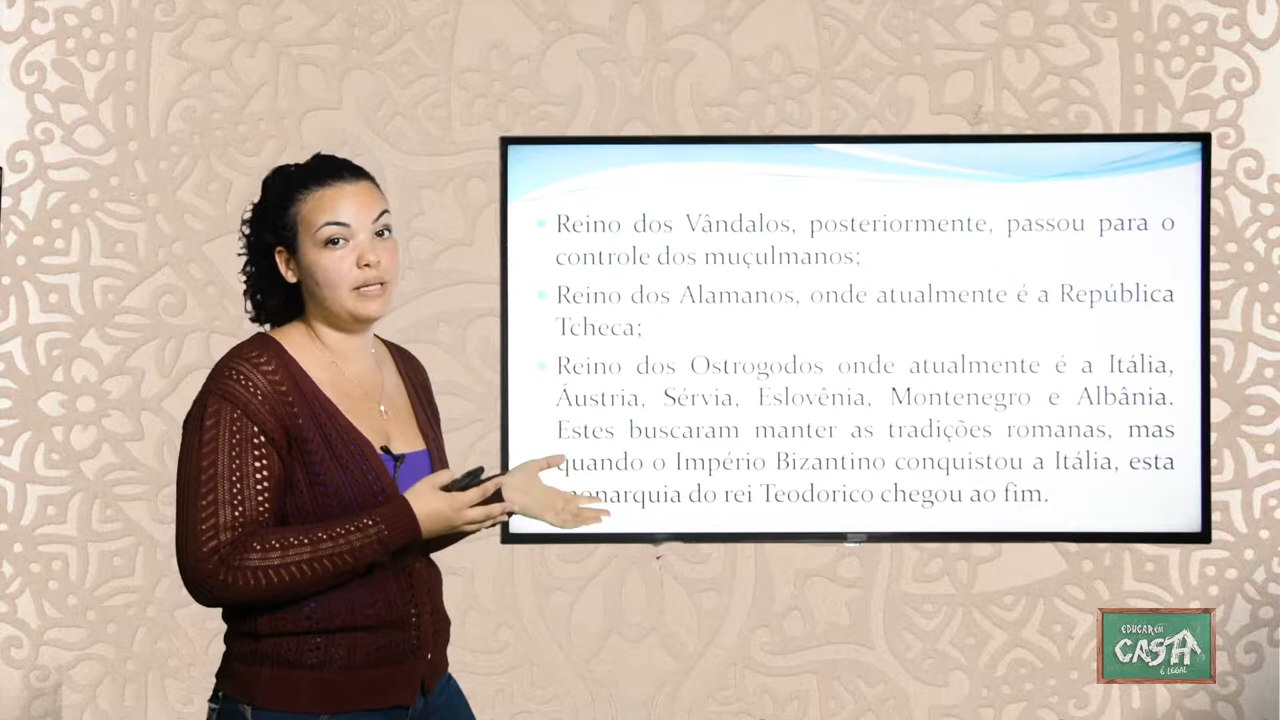 Reino dos Vândalos, posteriormente, passou para o
controle dos muçulmanos;
Reino dos Alamanos, onde atualmente é a República
Tcheca;
Reino dos Ostrogodos onde atualmente é a Itália,
Áustria, Sérvia, Eslovênia, Montenegro e Albânia.
Estes buscaram manter as tradições romanas, mas
quando o Império Bizantino conquistou a Itália, esta
monarquia do rei Teodorico chegou ao fim.
EDUCAR EM
CASA
É LEGAL